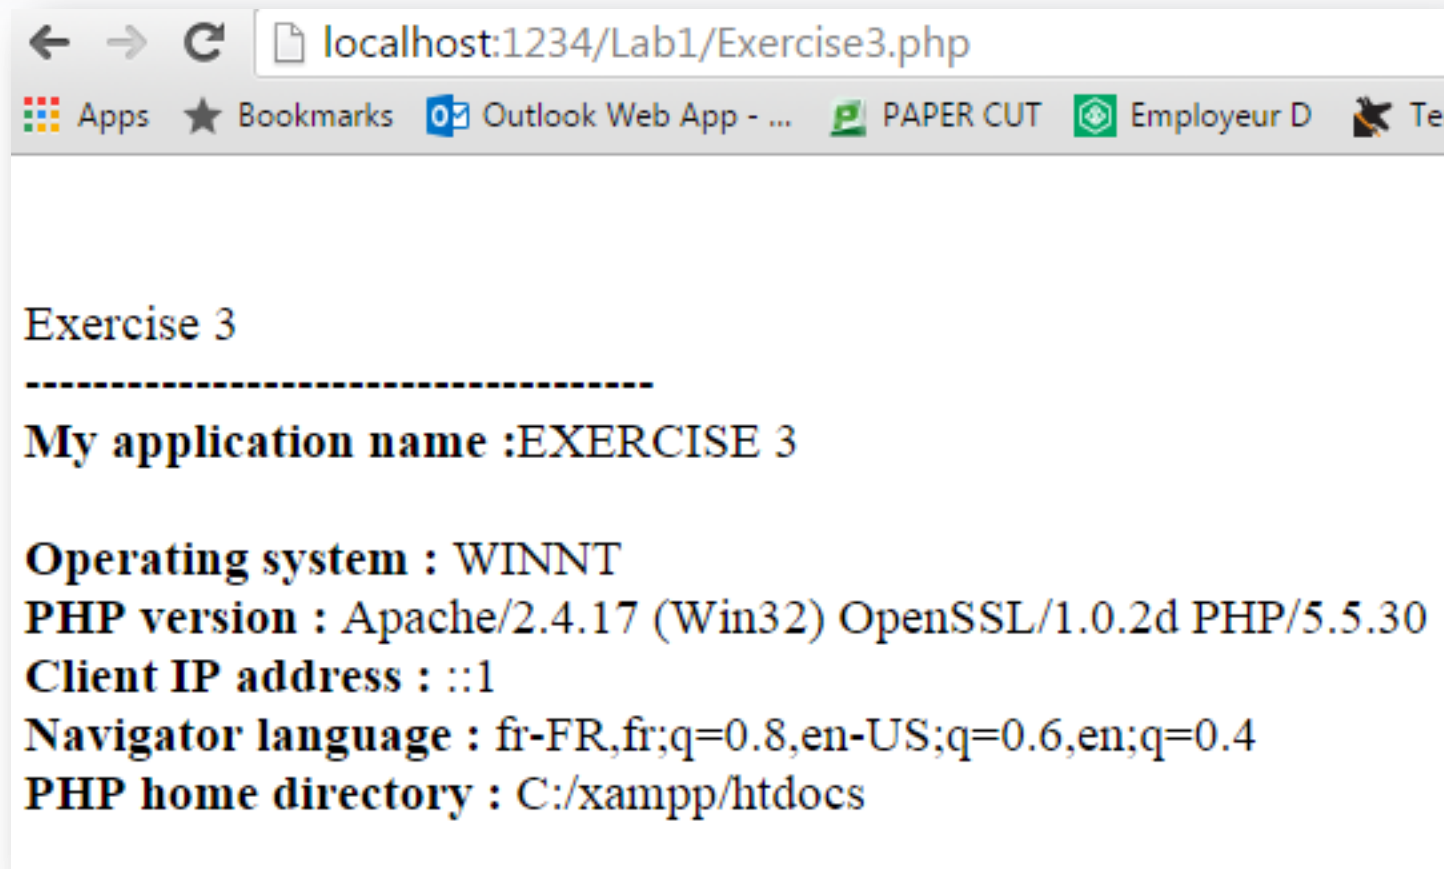 localhost:1234/Lab1/Exercise3.php
Apps Bookmarks Outlook Web App - ... PAPER CUT Employeur D Te
Exercise 3
-------------------------------------
My application name :EXERCISE 3
Operating system : WINNT
PHP version : Apache/2.4.17 (Win32) OpenSSL/1.0.2d PHP/5.5.30
Client IP address : ::1
Navigator language : fr-FR,fr;q=0.8,en-US;q=0.6,en;q=0.4
PHP home directory : C:/xampp/htdocs